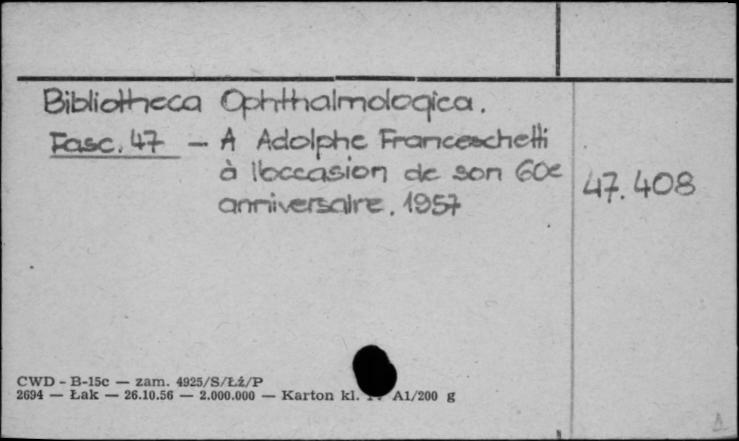 Bibliotheca Ophthalmologica.
Fasc. 47 — A Adolphe Franceschetti
à l'occasion de son 60e
anniversaire. 1957
47.408
CWD - B-15c — zam. 4925/S/Łź/P
2694 — Łak — 26.10.56 — 2.000.000 — Karton kl. A1/200 g